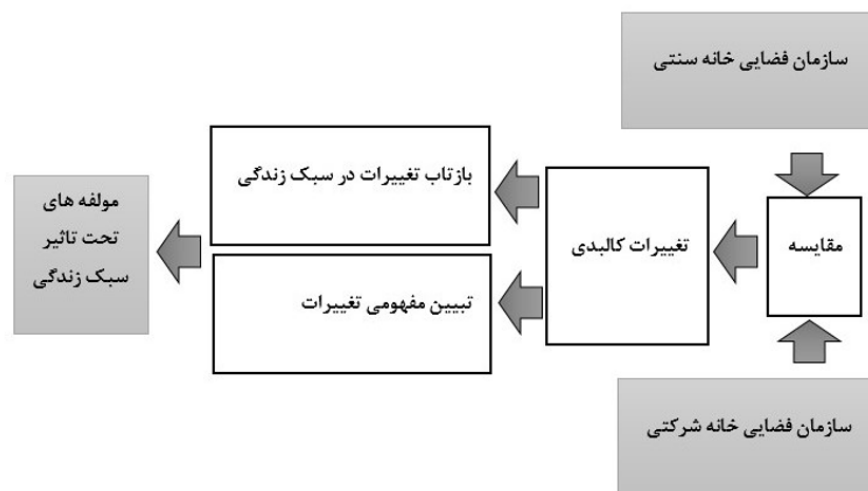 سازمان فضایی خانه سنتی
مقایسه
سازمان فضایی خانه شرکتی
تغییرات کالبدی
بازتاب تغییرات در سبک زندگی
تبیین مفهومی تغییرات
مولفه های
تحت تاثیر
سبک زندگی